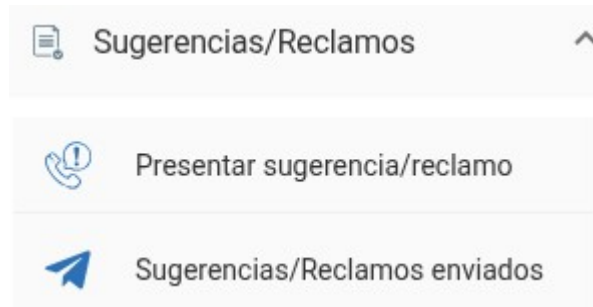 Sugerencias/Reclamos
Presentar sugerencia/reclamo
Sugerencias/Reclamos enviados